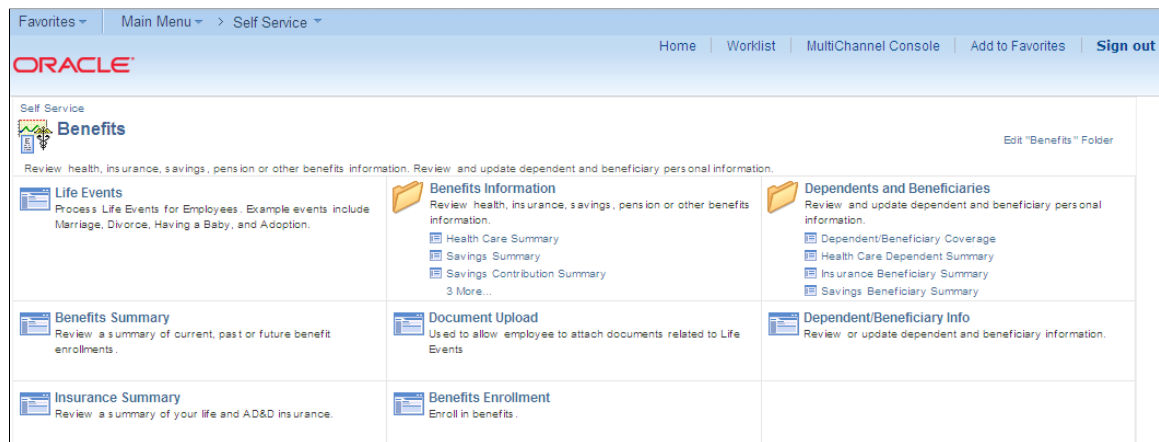 Favorites Main Menu > Self Service
Home Worklist MultiChannel Console Add to Favorites Sign out
ORACLE
Self Service
Benefits
Edit "Benefits" Folder
Review health, insurance, savings, pension or other benefits information. Review and update dependent and beneficiary personal information.
Life Events
Process Life Events for Employees. Example events include
Marriage, Divorce, Having a Baby, and Adoption.
Benefits Information
Review health, insurance, savings, pension or other benefits
information.
Health Care Summary
Savings Summary
Savings Contribution Summary
3 More...
Dependents and Beneficiaries
Review and update dependent and beneficiary personal
information.
Dependent/Beneficiary Coverage
Health Care Dependent Summary
Insurance Beneficiary Summary
Savings Beneficiary Summary
Benefits Summary
Review a summary of current, past or future benefit
enrollments.
Document Upload
Used to allow employee to attach documents related to Life
Events
Dependent/Beneficiary Info
Review or update dependent and beneficiary information.
Insurance Summary
Review a summary of your life and AD&D insurance.
Benefits Enrollment
Enroll in benefits.